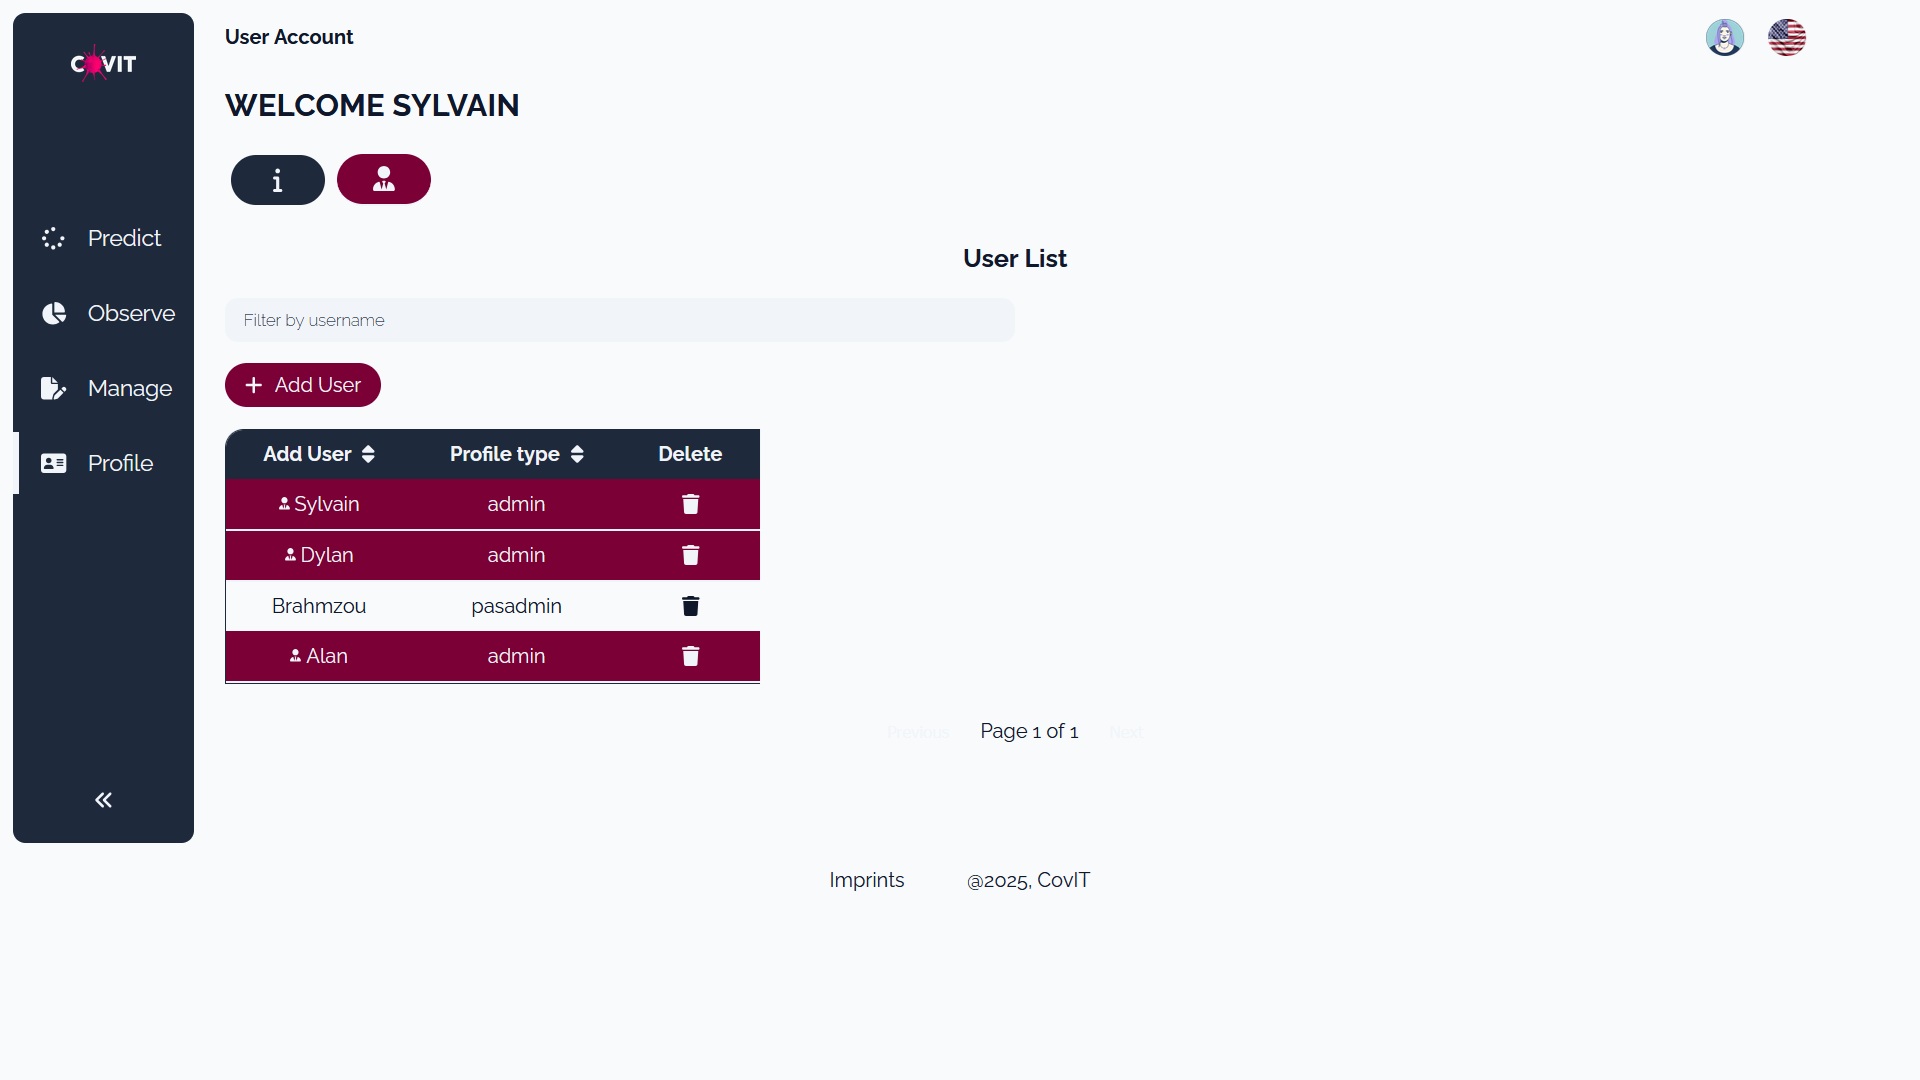 COVIT
Predict
Observe
Manage
Profile
User Account
WELCOME SYLVAIN
User List
Filter by username
Add User
Add User Profile type Delete
Sylvain admin
Dylan admin
Brahmzou pasadmin
Alan admin
Previous Page 1 of 1 Next
Imprints @2025, CovIT